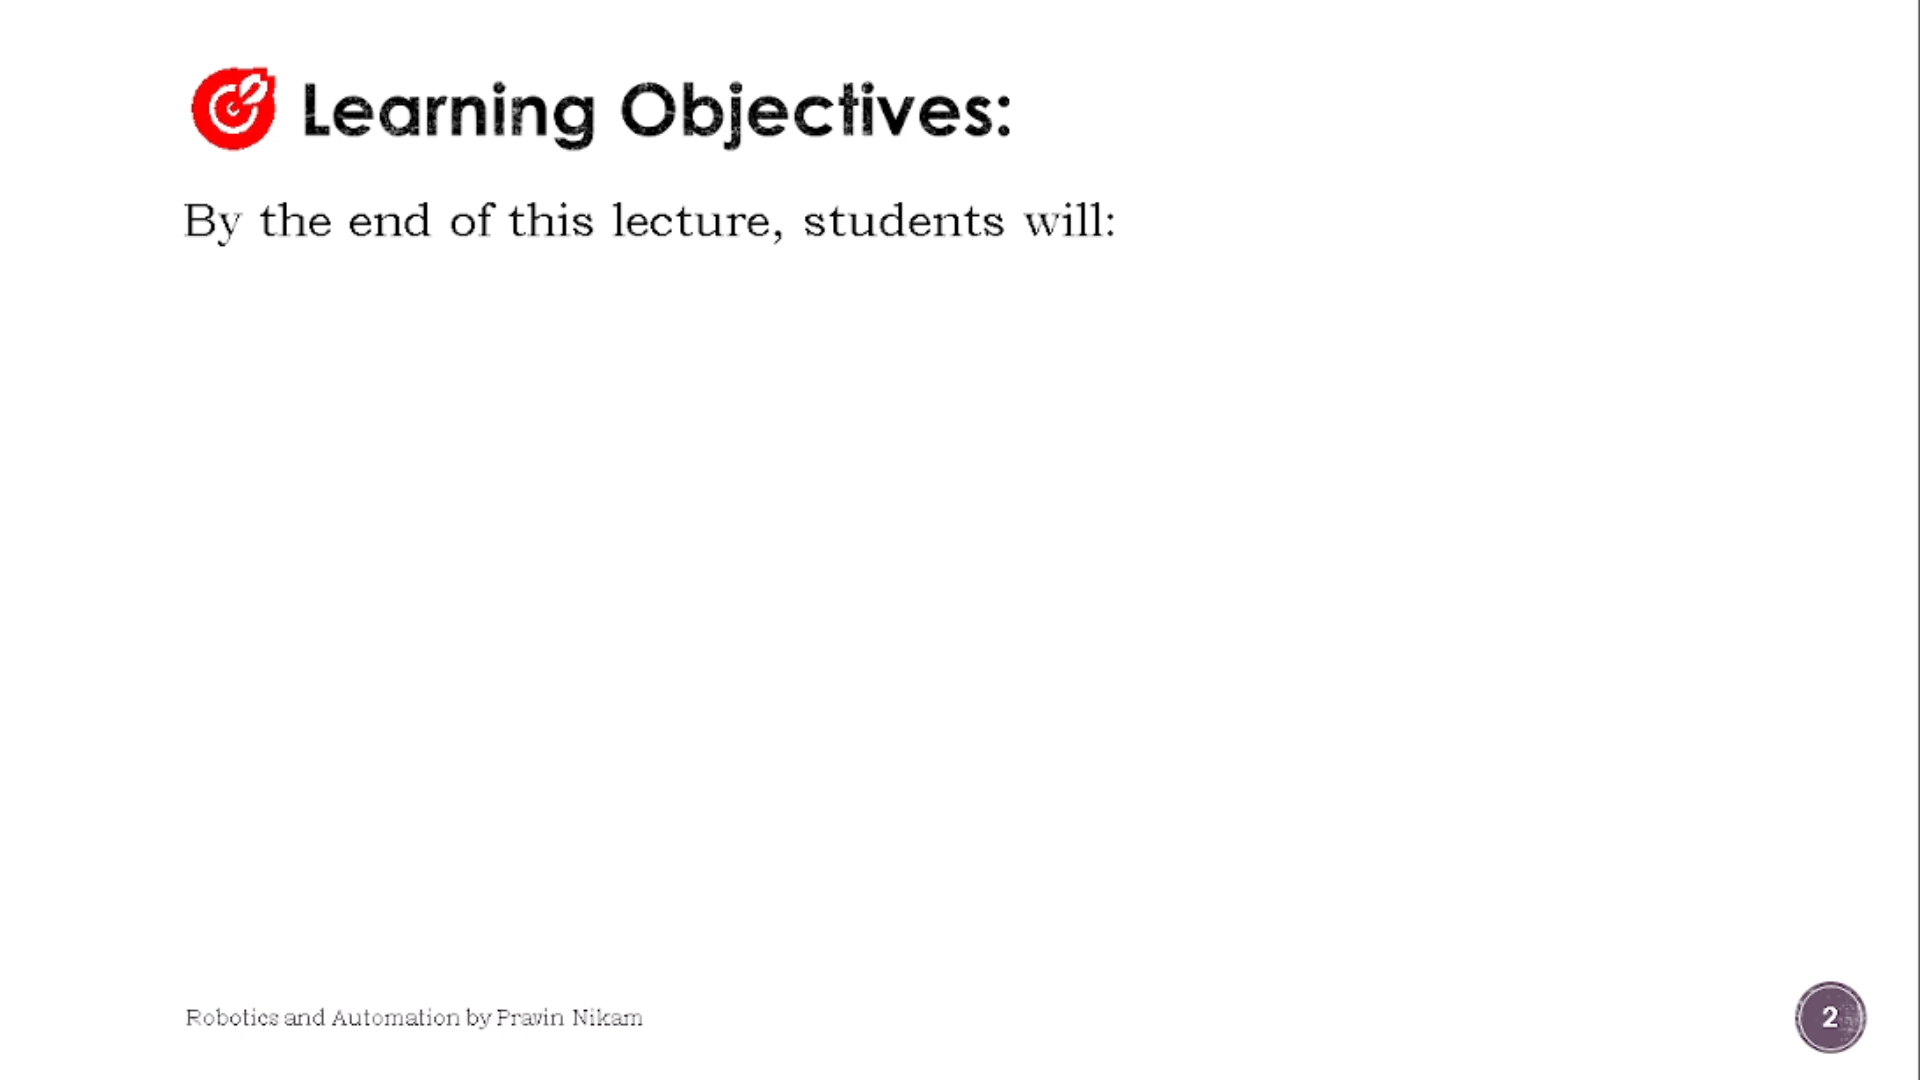 Learning Objectives:
By the end of this lecture, students will:
Robotics and Automation by Pravin Nikam
2